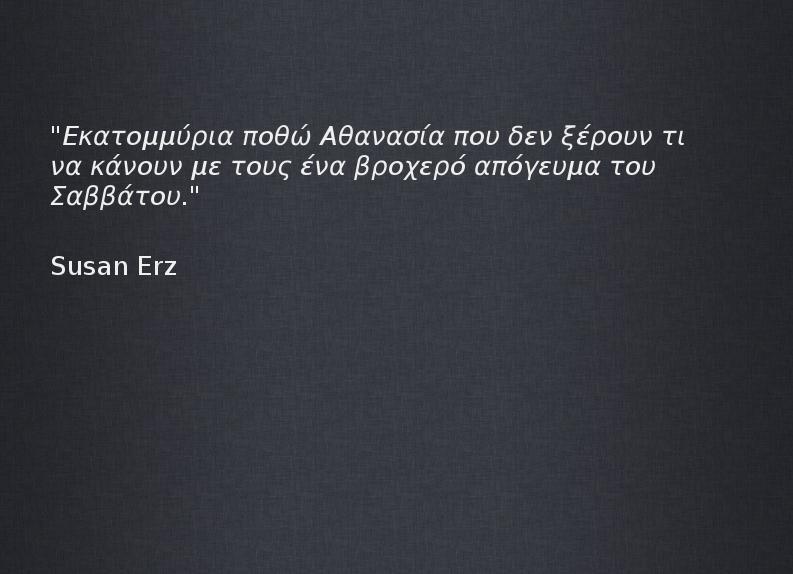 "Εκατομμύρια ποθώ Αθανασία που δεν ξέρουν τι
να κάνουν με τους ένα βροχερό απόγευμα του
Σαββάτου."
Susan Erz